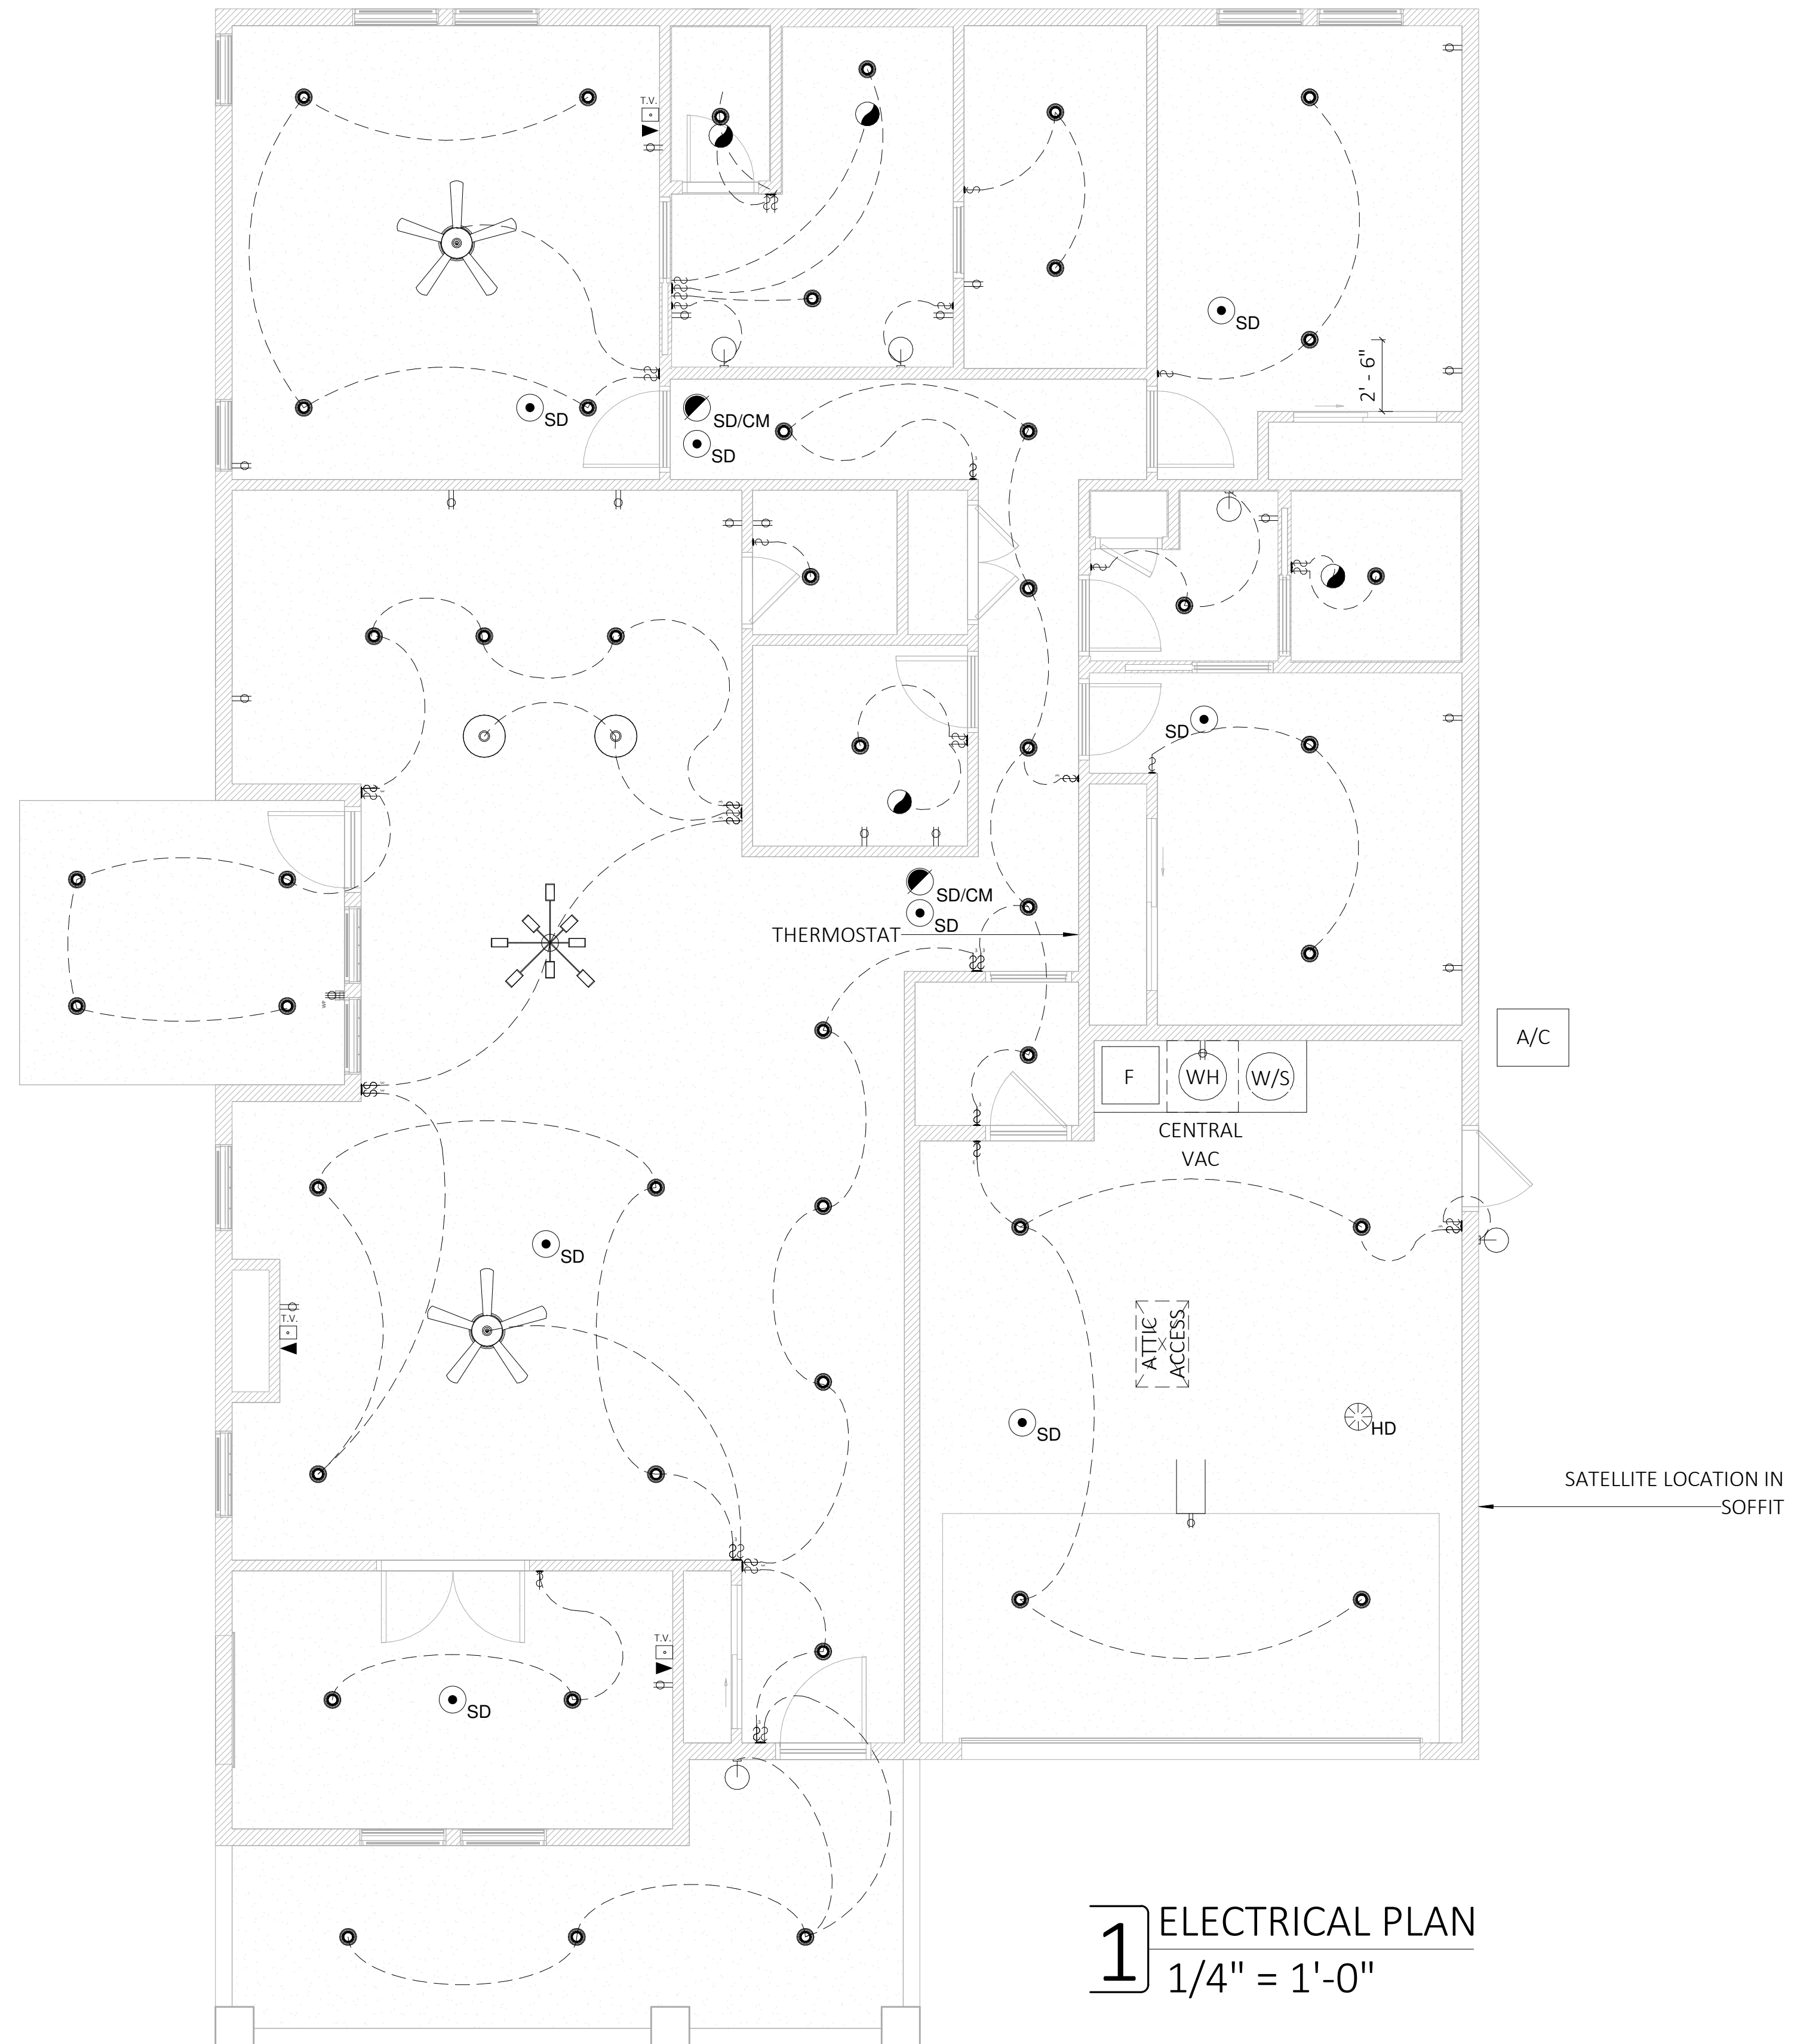 T.V.
SD
2' - 6"
SD
SD/CM
SD
SD
SD/CM
SD
THERMOSTAT
WP
A/C
F
WH
W/S
CENTRAL
VAC
SD
T.V.
ATTIC
ACCESS
SD
HD
SATELLITE LOCATION IN
SOFFIT
T.V.
SD
1
ELECTRICAL PLAN
1/4" = 1'-0"